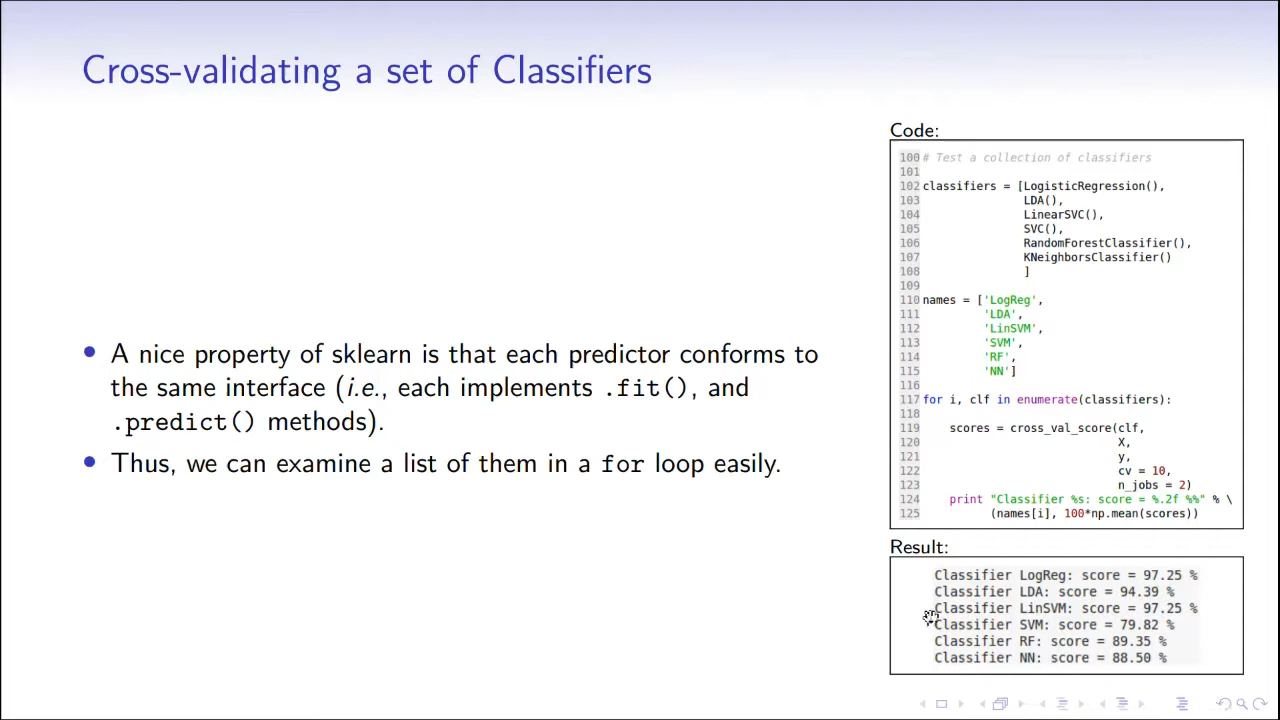 Cross-validating a set of Classifiers
• A nice property of sklearn is that each predictor conforms to
the same interface (i.e., each implements .fit(), and
.predict() methods).
• Thus, we can examine a list of them in a for loop easily.
Code:
100 # Test a collection of classifiers
101
102 classifiers = [LogisticRegression(),
103                LDA(),
104                LinearSVC(),
105                SVC(),
106                RandomForestClassifier(),
107                KNeighborsClassifier()
108                ]
109
110 names = ['LogReg',
111          'LDA',
112          'LinSVM',
113          'SVM',
114          'RF',
115          'NN']
116
117 for i, clf in enumerate(classifiers):
118
119     scores = cross_val_score(clf,
120                              X,
121                              y,
122                              cv = 10,
123                              n_jobs = 2)
124     print "Classifier %s: score = %.2f %%" % \
125           (names[i], 100*np.mean(scores))
Result:
Classifier LogReg: score = 97.25 %
Classifier LDA: score = 94.39 %
Classifier LinSVM: score = 97.25 %
Classifier SVM: score = 79.82 %
Classifier RF: score = 89.35 %
Classifier NN: score = 88.50 %